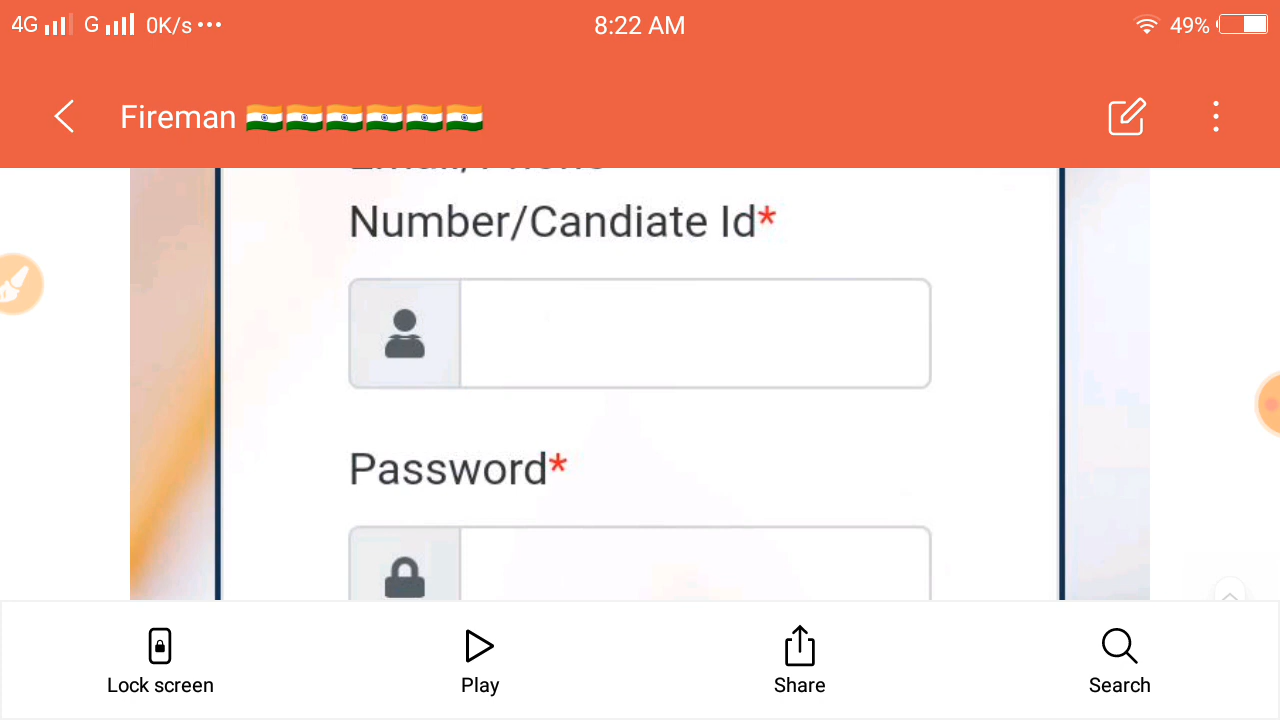 4G G 0K/s ••• 8:22 AM 49%
Fireman 🇮🇳🇮🇳🇮🇳🇮🇳🇮🇳🇮🇳
Number/Candiate Id*
Password*
Lock screen Play Share Search